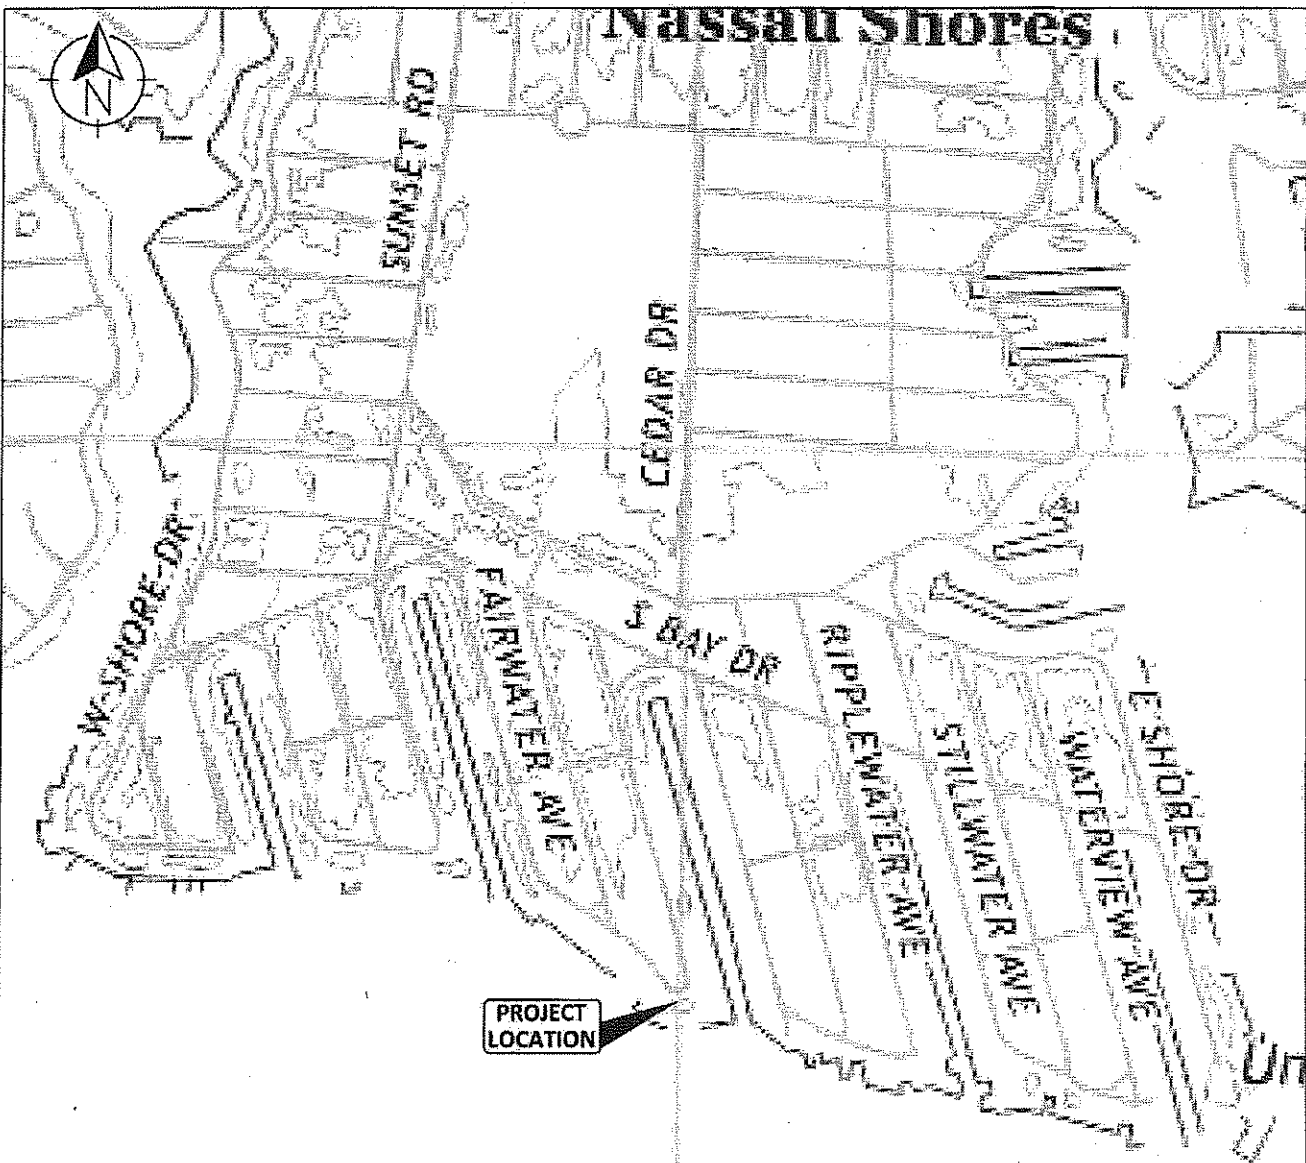 Nassau Shores
N
SUNSET RD
CEDAR DR
W-SHORE-DR
FAIRWATER AVE
S BAY DR
RIPPLEWATER AVE
STILLWATER AVE
WATERVIEW AVE
E SHORE-DR
PROJECT
LOCATION
Un